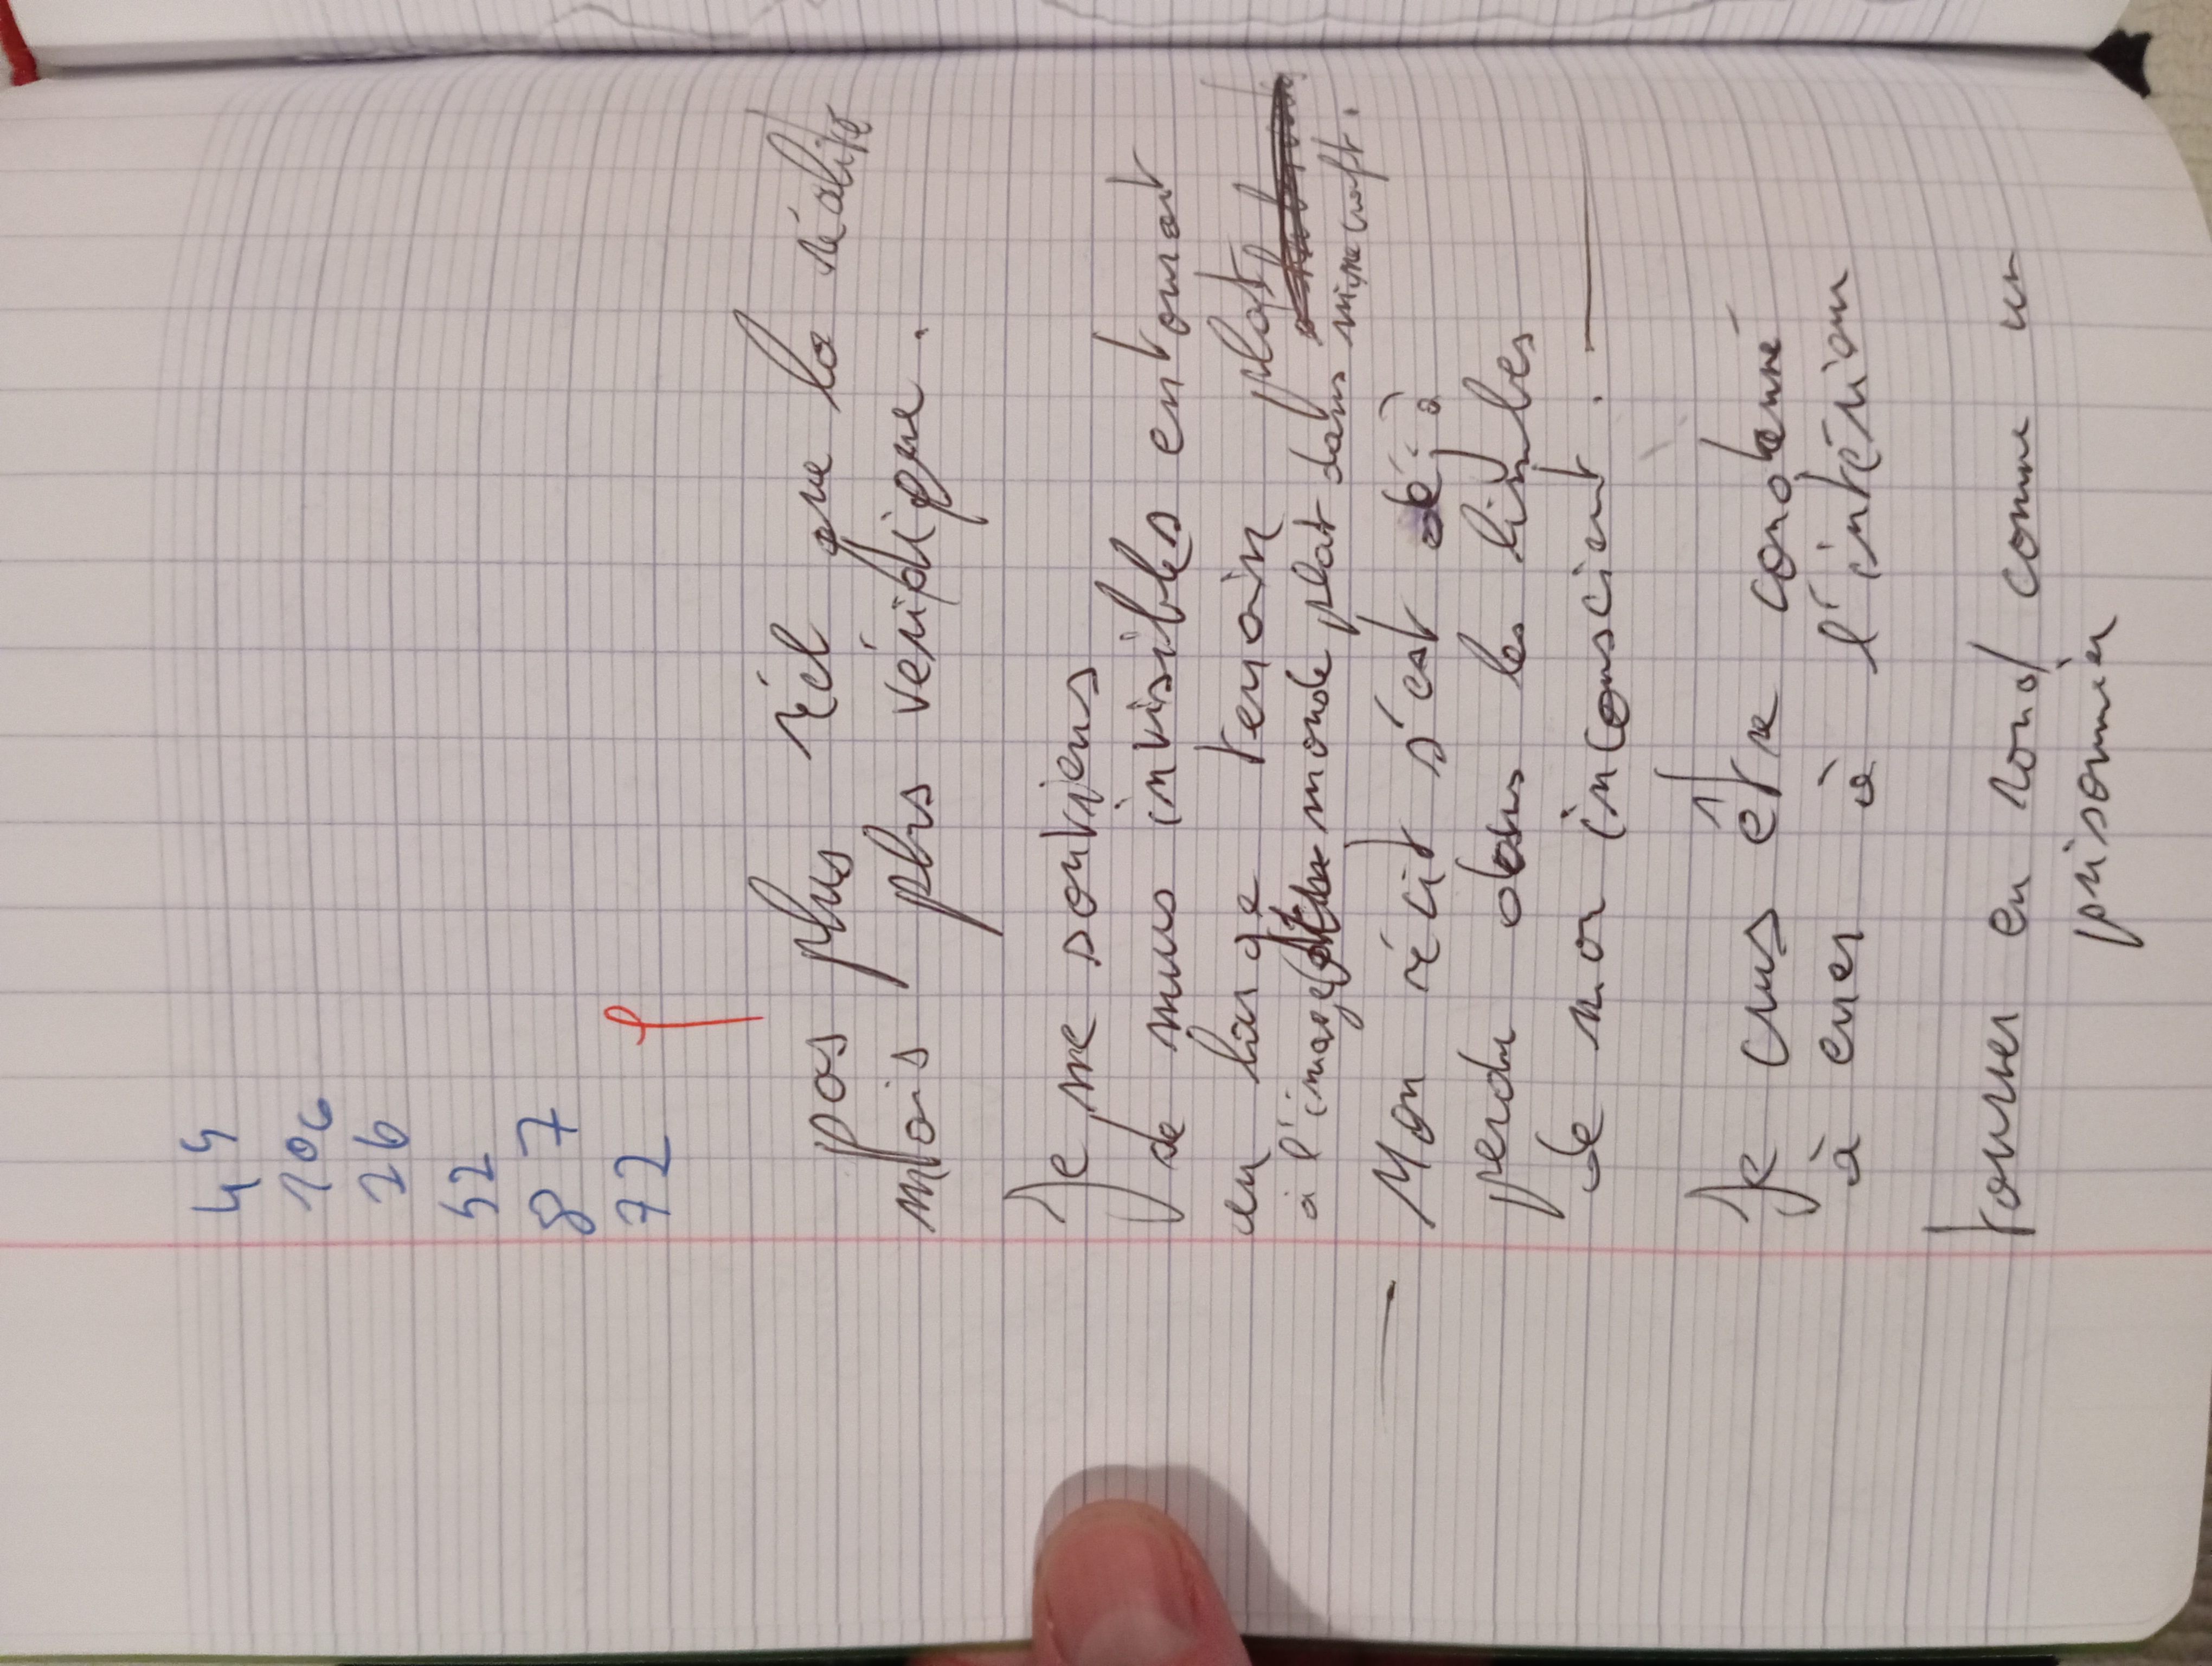 45
106
26
52
87
72
pas plus réel que la réalité
mais plus véridique.
Je me souviens
de murs invisibles entourant
un large terrain plat
à l'image d'un monde plat dans minecraft.
Mon récit s'est déjà
perdu dans les limbes
de mon inconscient.
Je crus être condamné
à errer à l'intérieur
tourner en rond comme un
prisonnier